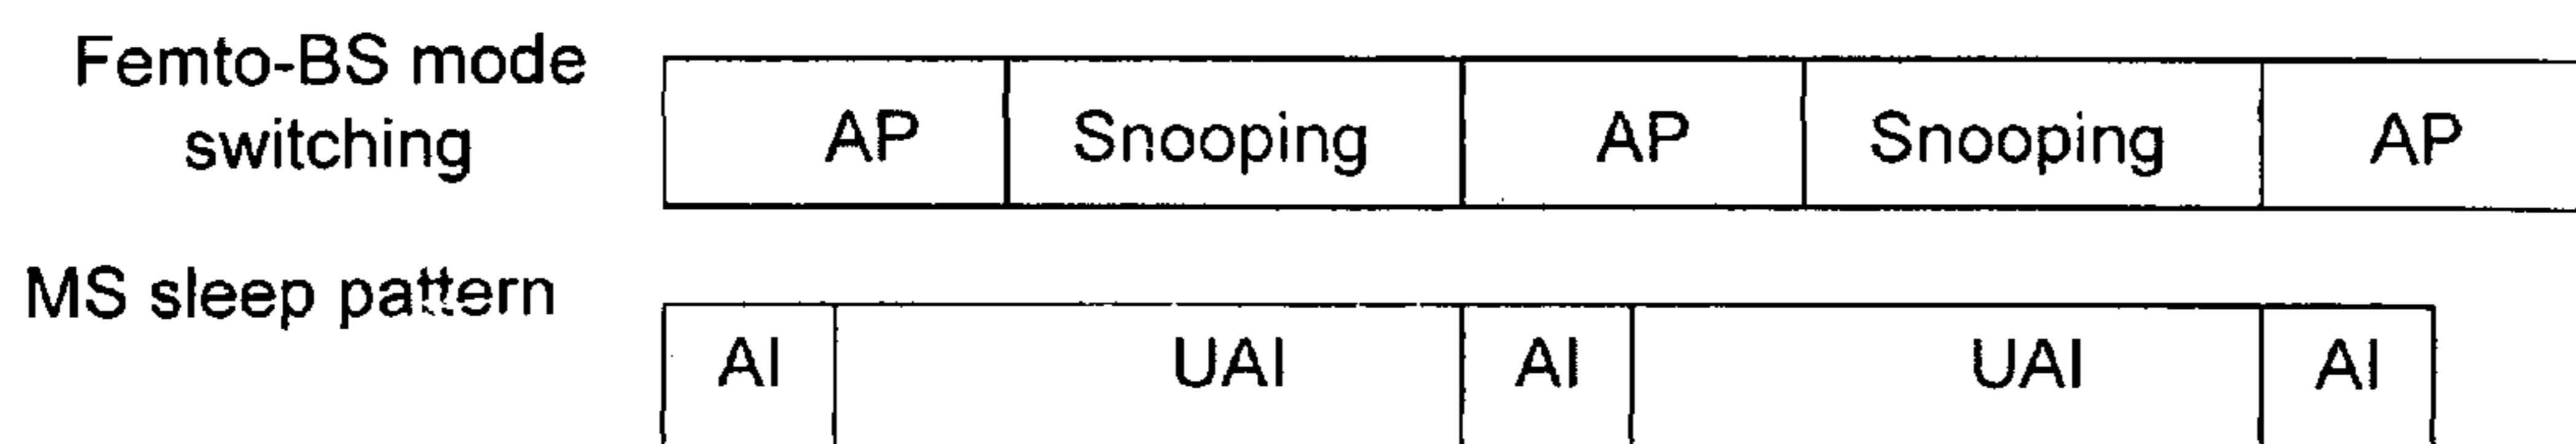 Femto-BS mode
switching
AP Snooping AP Snooping AP
MS sleep pattern
AI UAI AI UAI AI